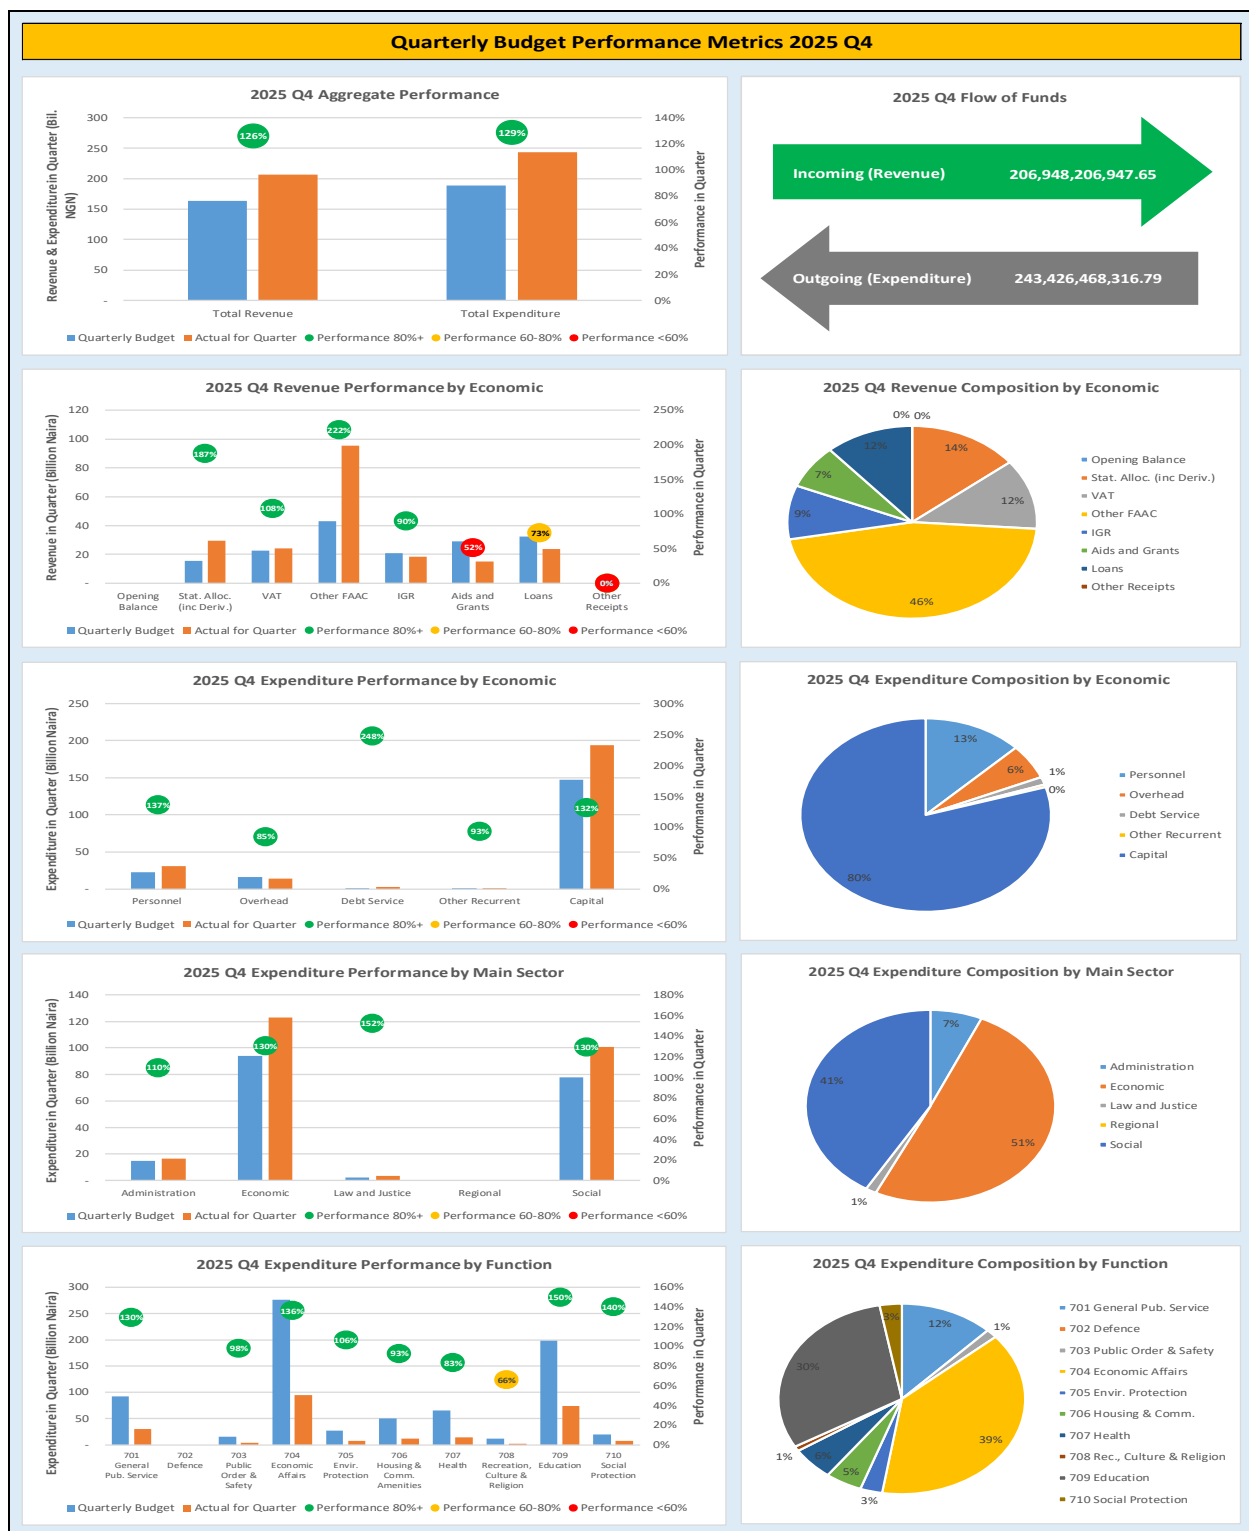 Quarterly Budget Performance Metrics 2025 Q4
2025 Q4 Aggregate Performance
Revenue & Expenditure in Quarter (Bil. NGN)
300
250
200
150
100
50
-
126%
129%
140%
120%
100%
80%
60%
40%
20%
0%
Performance in Quarter
Total Revenue
Total Expenditure
Quarterly Budget
Actual for Quarter
Performance 80%+
Performance 60-80%
Performance <60%
2025 Q4 Flow of Funds
Incoming (Revenue) 206,948,206,947.65
Outgoing (Expenditure) 243,426,468,316.79
2025 Q4 Revenue Performance by Economic
Revenue in Quarter (Billion Naira)
120
100
80
60
40
20
-
187%
108%
222%
90%
52%
73%
0%
250%
200%
150%
100%
50%
0%
Performance in Quarter
Opening Balance
Stat. Alloc. (inc Deriv.)
VAT
Other FAAC
IGR
Aids and Grants
Loans
Other Receipts
Quarterly Budget
Actual for Quarter
Performance 80%+
Performance 60-80%
Performance <60%
2025 Q4 Revenue Composition by Economic
0% 0%
14%
12%
46%
9%
7%
12%
Opening Balance
Stat. Alloc. (inc Deriv.)
VAT
Other FAAC
IGR
Aids and Grants
Loans
Other Receipts
2025 Q4 Expenditure Performance by Economic
Expenditure in Quarter (Billion Naira)
250
200
150
100
50
-
137%
85%
248%
93%
132%
300%
250%
200%
150%
100%
50%
0%
Performance in Quarter
Personnel
Overhead
Debt Service
Other Recurrent
Capital
Quarterly Budget
Actual for Quarter
Performance 80%+
Performance 60-80%
Performance <60%
2025 Q4 Expenditure Composition by Economic
13%
6%
1%
0%
80%
Personnel
Overhead
Debt Service
Other Recurrent
Capital
2025 Q4 Expenditure Performance by Main Sector
Expenditure in Quarter (Billion Naira)
140
120
100
80
60
40
20
-
110%
130%
152%
130%
180%
160%
140%
120%
100%
80%
60%
40%
20%
0%
Performance in Quarter
Administration
Economic
Law and Justice
Regional
Social
Quarterly Budget
Actual for Quarter
Performance 80%+
Performance 60-80%
Performance <60%
2025 Q4 Expenditure Composition by Main Sector
7%
51%
1%
41%
Administration
Economic
Law and Justice
Regional
Social
2025 Q4 Expenditure Performance by Function
Expenditure in Quarter (Billion Naira)
300
250
200
150
100
50
-
130%
98%
136%
106%
93%
83%
66%
150%
140%
160%
140%
120%
100%
80%
60%
40%
20%
0%
Performance in Quarter
701 General Pub. Service
702 Defence
703 Public Order & Safety
704 Economic Affairs
705 Envir. Protection
706 Housing & Comm. Amenities
707 Health
708 Recreation, Culture & Religion
709 Education
710 Social Protection
Quarterly Budget
Actual for Quarter
Performance 80%+
Performance 60-80%
Performance <60%
2025 Q4 Expenditure Composition by Function
12%
1%
39%
3%
5%
6%
1%
30%
3%
701 General Pub. Service
702 Defence
703 Public Order & Safety
704 Economic Affairs
705 Envir. Protection
706 Housing & Comm.
707 Health
708 Rec., Culture & Religion
709 Education
710 Social Protection